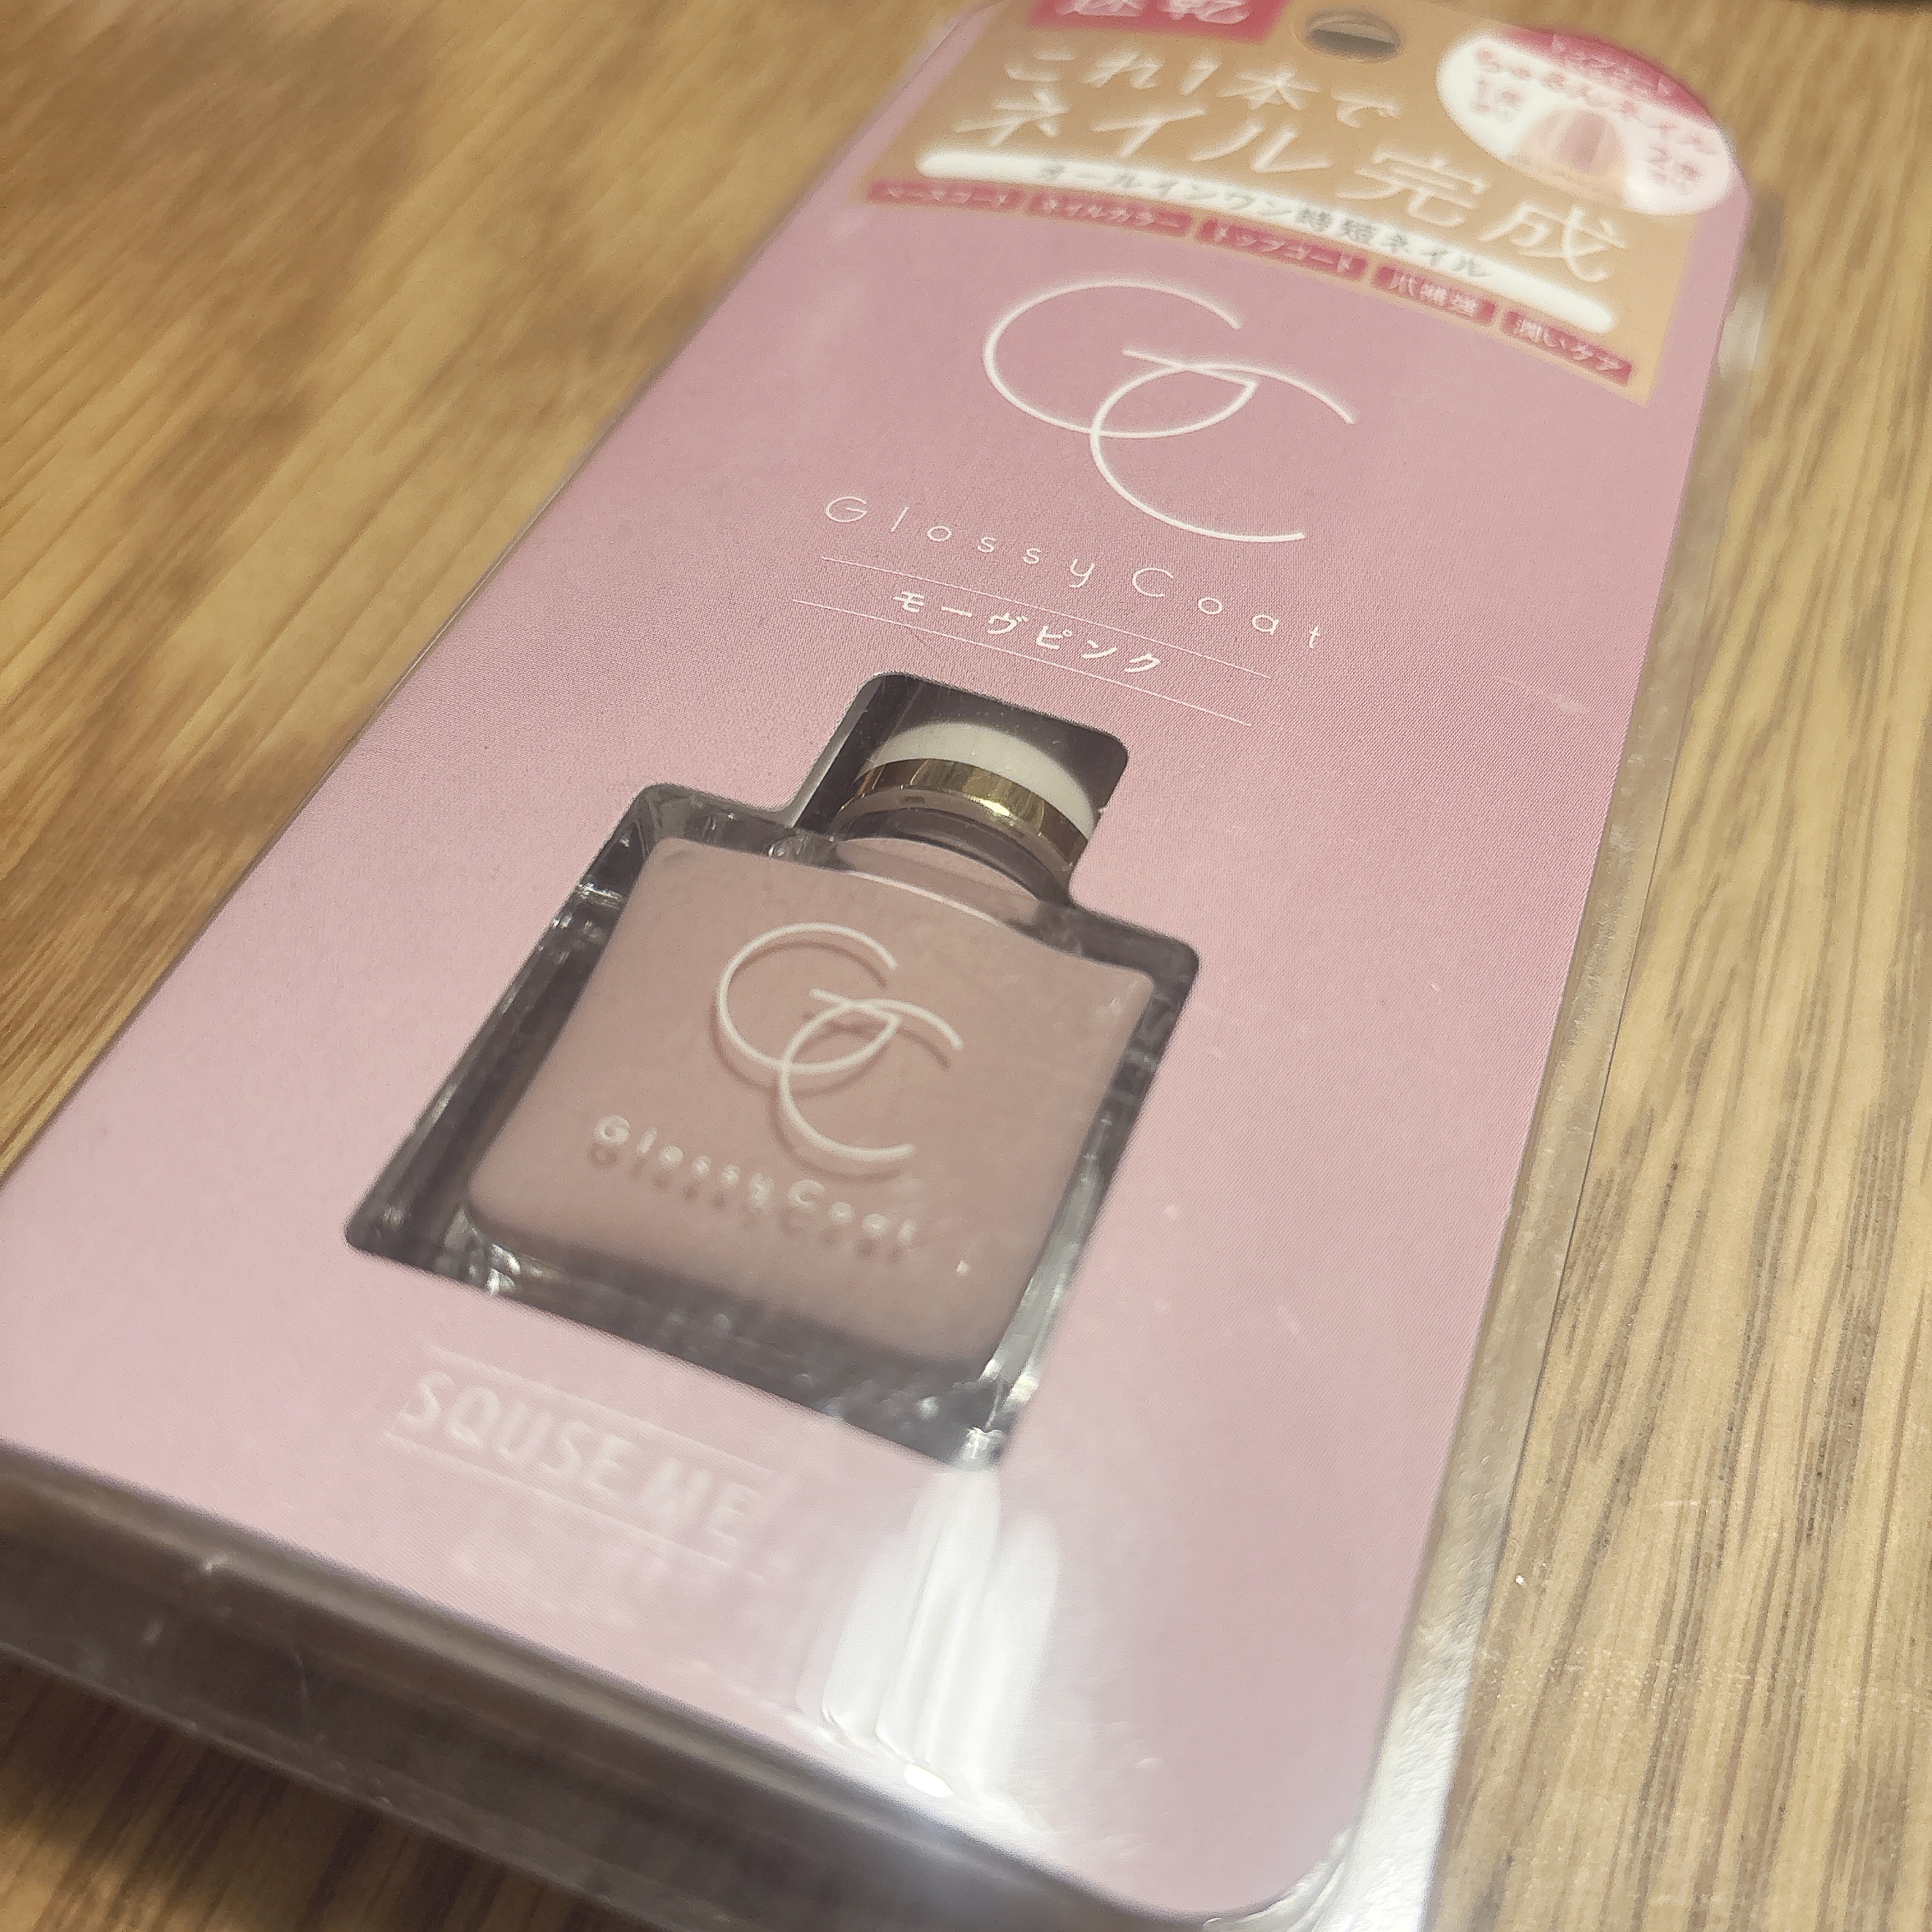 速乾
これ1本で
ネイル完成
オールインワン時短ネイル
ベースコート ネイルカラー トップコート 爪補強 潤いケア
GC
Glossy Coat
モーヴピンク
GC
Glossy Coat
SQUSE ME